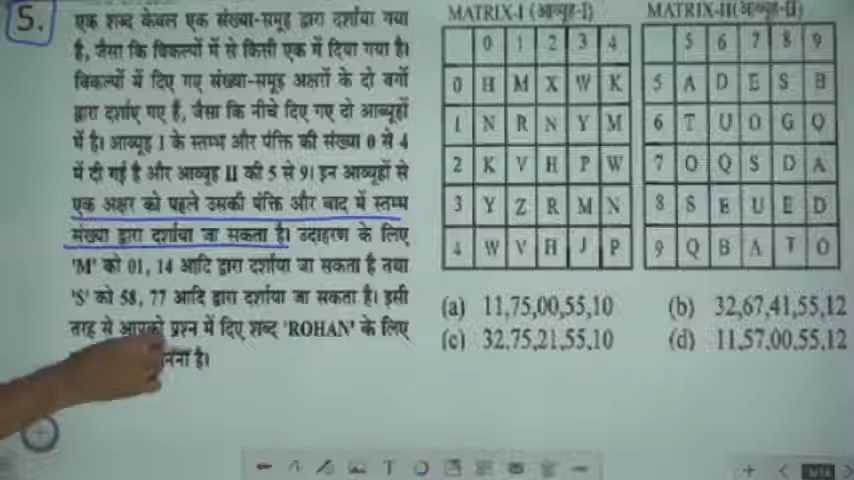 5.
एक शब्द केवल एक संख्या-समूह द्वारा दर्शाया गया
है, जैसा कि विकल्पों में से किसी एक में दिया गया है।
विकल्पों में दिए गए संख्या-समूह अक्षरों के दो वर्गो
द्वारा दर्शाए गए हैं, जैसा कि नीचे दिए गए दो आव्यूहों
में है। आव्यूह I के स्तम्भ और पंक्ति की संख्या 0 से 4
में दी गई है और आव्यूह II की 5 से 9। इन आव्यूहों से
एक अक्षर को पहले उसकी पंक्ति और बाद में स्तम्भ
संख्या द्वारा दर्शाया जा सकता है। उदाहरण के लिए
'M' को 01, 14 आदि द्वारा दर्शाया जा सकता है तथा
'S' को 58, 77 आदि द्वारा दर्शाया जा सकता है। इसी
तरह से आपको प्रश्न में दिए शब्द 'ROHAN' के लिए
है।
MATRIX-I (आव्यूह-I)
0 1 2 3 4
0 H M X W K
1 N R N Y M
2 K V H P W
3 Y Z R M N
4 W V H J P
MATRIX-II (आव्यूह-II)
5 6 7 8 9
5 A D E S B
6 T U O G Q
7 O Q S D A
8 S E U E D
9 Q B A T O
(a) 11,75,00,55,10 (b) 32,67,41,55,12
(c) 32,75,21,55,10 (d) 11,57,00,55,12